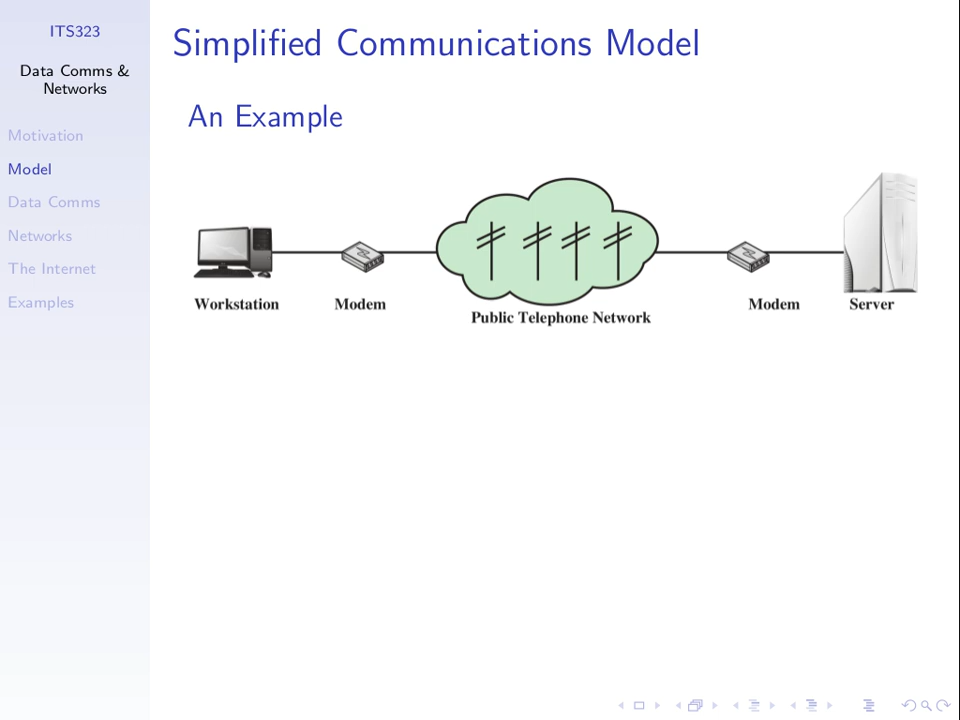 ITS323
Data Comms &
Networks
Motivation
Model
Data Comms
Networks
The Internet
Examples
Simplified Communications Model
An Example
Workstation
Modem
Public Telephone Network
Modem
Server